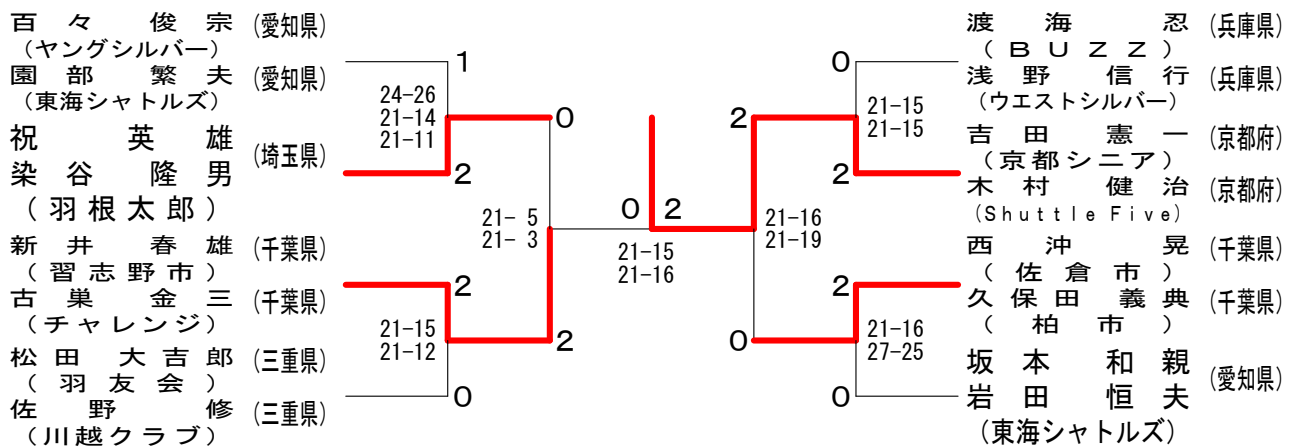 百々 俊宗 (愛知県)
(ヤングシルバー)
園部 繁夫 (愛知県)
(東海シャトルズ)
祝 英雄
(埼玉県)
染谷 隆男
(羽根太郎)
新井 春雄 (千葉県)
(習志野市)
古巣 金三 (千葉県)
(チャレンジ)
松田 大吉郎 (三重県)
(羽友会)
佐野 修 (三重県)
(川越クラブ)
1
24-26
21-14
21-11
2
0
21- 5
21- 3
2
21-15
21-12
0
2
0 2
21-15
21-16
2
21-16
21-19
0
0
21-15
21-15
2
2
21-16
27-25
0
渡海 忍 (兵庫県)
(BUZZ)
浅野 信行 (兵庫県)
(ウエストシルバー)
吉田 憲一 (京都府)
(京都シニア)
木村 健治 (京都府)
(Shuttle Five)
西沖 晃 (千葉県)
(佐倉市)
久保田 義典 (千葉県)
(柏市)
坂本 和親
(愛知県)
岩田 恒夫
(東海シャトルズ)